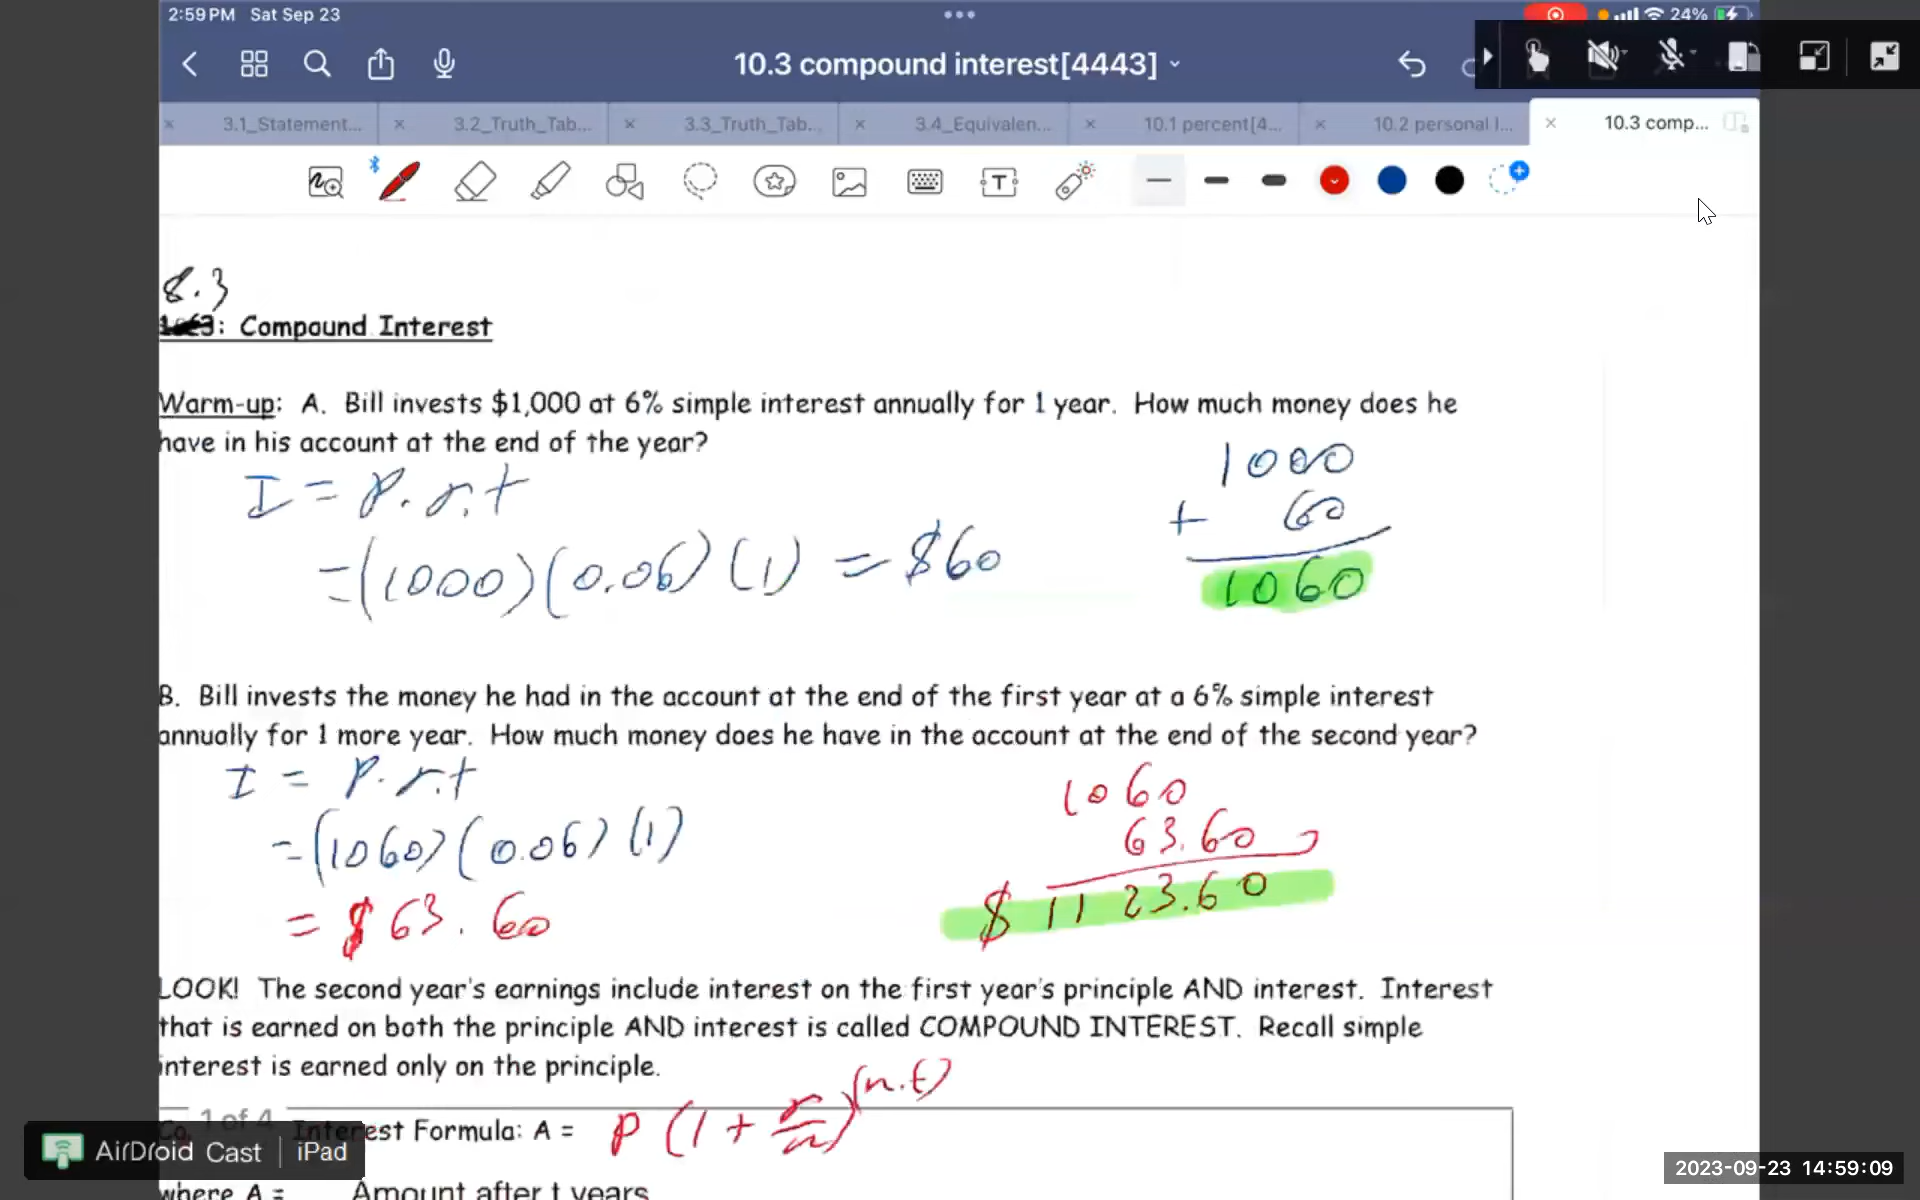 2:59 PM Sat Sep 23
24%
10.3 compound interest[4443]
3.1_Statement...
3.2_Truth_Tab...
3.3_Truth_Tab...
3.4_Equivalen...
10.1 percent[4...
10.2 personal I...
10.3 comp...
8.3
: Compound Interest
Warm-up: A. Bill invests $1,000 at 6% simple interest annually for 1 year. How much money does he
have in his account at the end of the year?
I = P.r.t
=(1000)(0.06)(1) = $60
1000
+ 60
1060
B. Bill invests the money he had in the account at the end of the first year at a 6% simple interest
annually for 1 more year. How much money does he have in the account at the end of the second year?
I = P.r.t
=(1060)(0.06)(1)
= $63.60
1060
63.60
$ 1123.60
LOOK! The second year's earnings include interest on the first year's principle AND interest. Interest
that is earned on both the principle AND interest is called COMPOUND INTEREST. Recall simple
interest is earned only on the principle.
1 of 4
Interest Formula: A = P(1 + r/n)^(n.t)
AirDroid Cast | iPad
where A = Amount after t years
2023-09-23 14:59:09